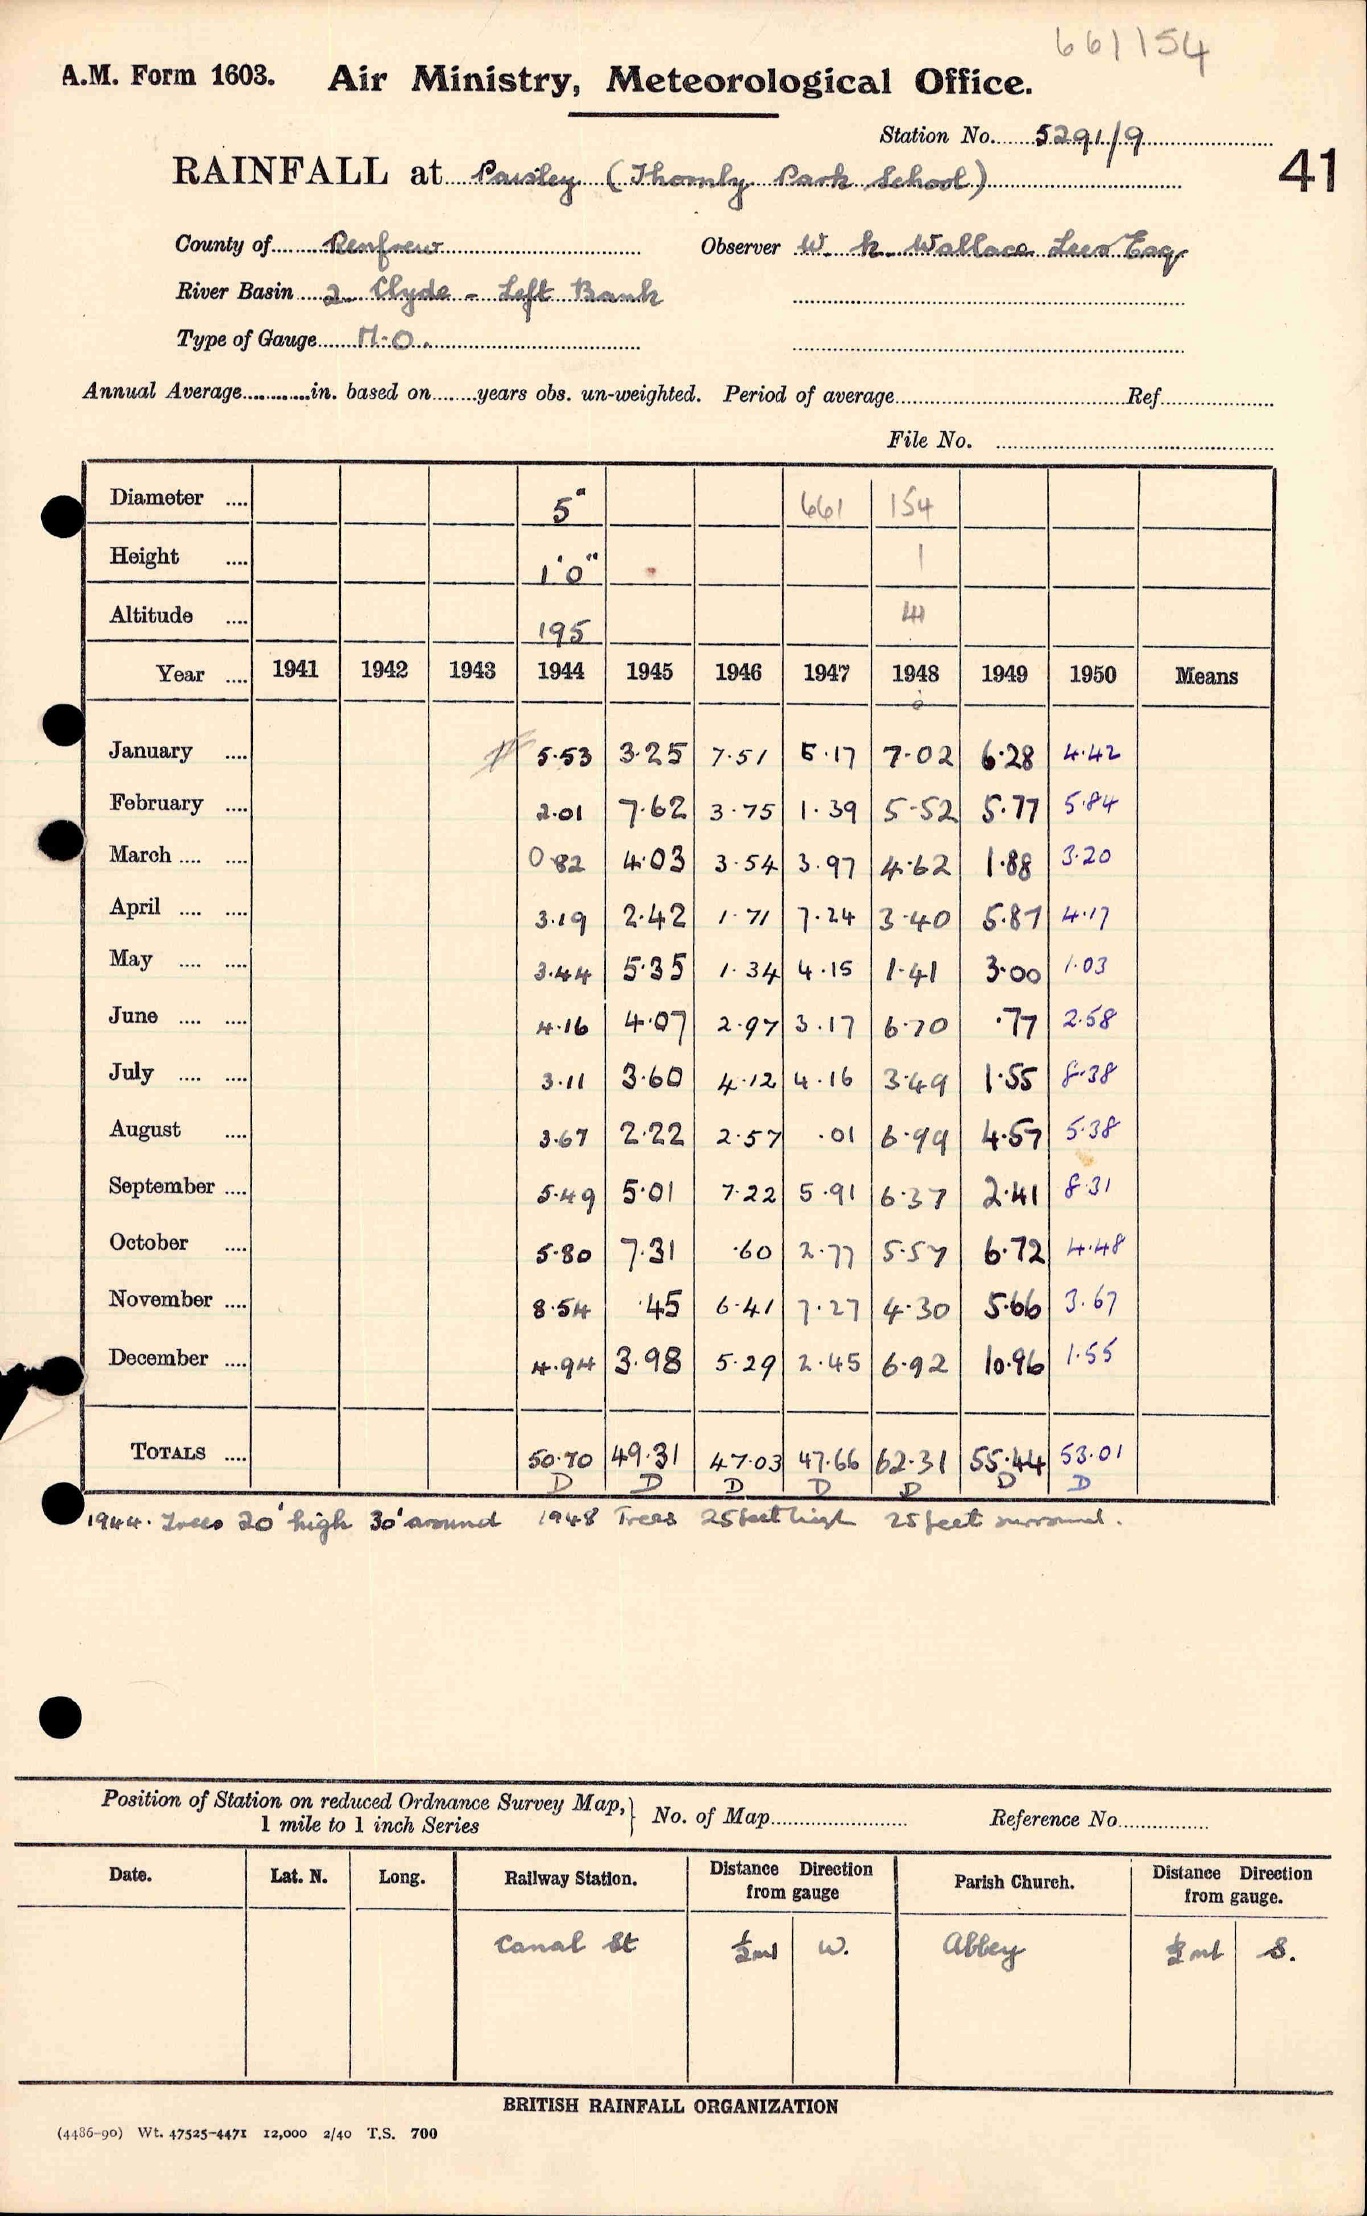 661154
A.M. Form 1603. Air Ministry, Meteorological Office.
Station No. 5291/9
RAINFALL at Paisley (Thornly Park School)
41
County of Renfrew Observer W. K. Wallace Lees Esq
River Basin 2. Clyde - Left Bank
Type of Gauge M.O.
Annual Average............in. based on........years obs. un-weighted. Period of average................Ref................
File No.
Diameter .... 5" 661 154
Height .... 1'0" 1
Altitude .... 195
Year .... 1941 1942 1943 1944 1945 1946 1947 1948 1949 1950 Means
January .... 5.53 3.25 7.51 5.17 7.02 6.28 4.42
February .... 2.01 7.62 3.75 1.39 5.52 5.77 5.84
March .... .... 0.82 4.03 3.54 3.97 4.62 1.88 3.20
April .... .... 3.19 2.42 1.71 7.24 3.40 5.87 4.17
May .... .... 3.44 5.35 1.34 4.15 1.41 3.00 1.03
June .... .... 4.16 4.07 2.97 3.17 6.70 .77 2.58
July .... .... 3.11 3.60 4.12 4.16 3.49 1.55 8.38
August .... 3.67 2.22 2.57 .01 6.99 4.57 5.38
September .... 5.49 5.01 7.22 5.91 6.37 2.41 8.31
October .... 5.80 7.31 .60 2.77 5.57 6.72 4.48
November .... 8.54 .45 6.41 7.27 4.30 5.66 3.67
December .... 4.94 3.98 5.29 2.45 6.92 10.96 1.55
TOTALS .... 50.70 49.31 47.03 47.66 62.31 55.44 53.01
D D D D D D D
1944. Trees 20' high 30' around 1948 Trees 25 feet high 25 feet surround.
Position of Station on reduced Ordnance Survey Map, 1 mile to 1 inch Series } No. of Map........................ Reference No................
Date. Lat. N. Long. Railway Station. Distance Direction from gauge Parish Church. Distance Direction from gauge.
Canal St ½ ml W. Abbey ½ ml S.
BRITISH RAINFALL ORGANIZATION
(4486-90) Wt. 47525-4471 12,000 2/40 T.S. 700